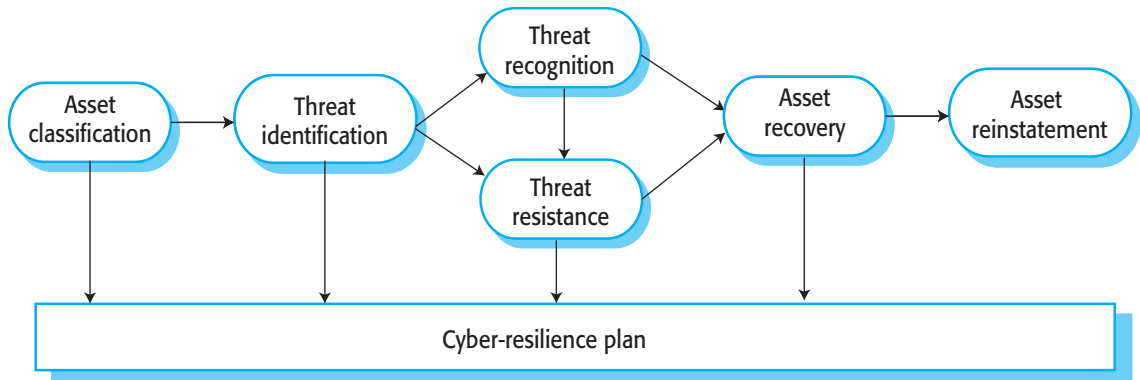 Asset
classification
Threat
identification
Threat
recognition
Threat
resistance
Asset
recovery
Asset
reinstatement
Cyber-resilience plan